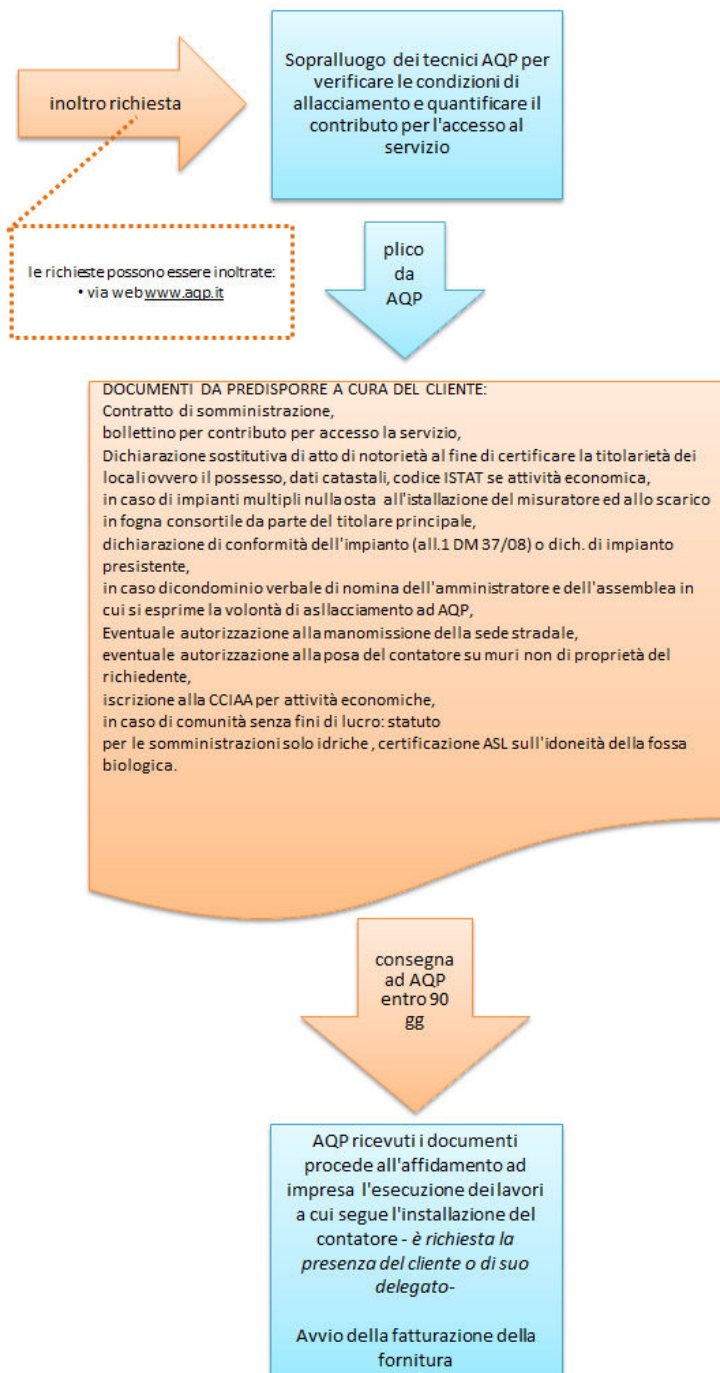 inoltro richiesta
Sopralluogo dei tecnici AQP per
verificare le condizioni di
allacciamento e quantificare il
contributo per l'accesso al
servizio
le richieste possono essere inoltrate:
• via web www.aqp.it
plico
da
AQP
DOCUMENTI DA PREDISPORRE A CURA DEL CLIENTE:
Contratto di somministrazione,
bollettino per contributo per accesso la servizio,
Dichiarazione sostitutiva di atto di notorietà al fine di certificare la titolarietà dei
locali ovvero il possesso, dati catastali, codice ISTAT se attività economica,
in caso di impianti multipli nulla osta all'istallazione del misuratore ed allo scarico
in fogna consortile da parte del titolare principale,
dichiarazione di conformità dell'impianto (all.1 DM 37/08) o dich. di impianto
presistente,
in caso dicondominio verbale di nomina dell'amministratore e dell'assemblea in
cui si esprime la volontà di asllacciamento ad AQP,
Eventuale autorizzazione alla manomissione della sede stradale,
eventuale autorizzazione alla posa del contatore su muri non di proprietà del
richiedente,
iscrizione alla CCIAA per attività economiche,
in caso di comunità senza fini di lucro: statuto
per le somministrazioni solo idriche , certificazione ASL sull'idoneità della fossa
biologica.
consegna
ad AQP
entro 90
gg
AQP ricevuti i documenti
procede all'affidamento ad
impresa l'esecuzione dei lavori
a cui segue l'installazione del
contatore - è richiesta la
presenza del cliente o di suo
delegato-
Avvio della fatturazione della
fornitura